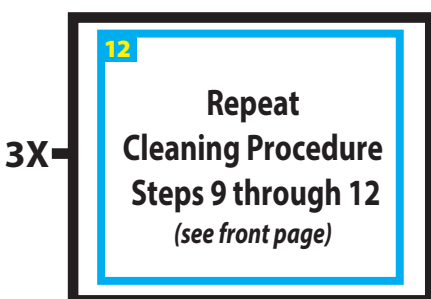 12
Repeat
3X Cleaning Procedure
Steps 9 through 12
(see front page)